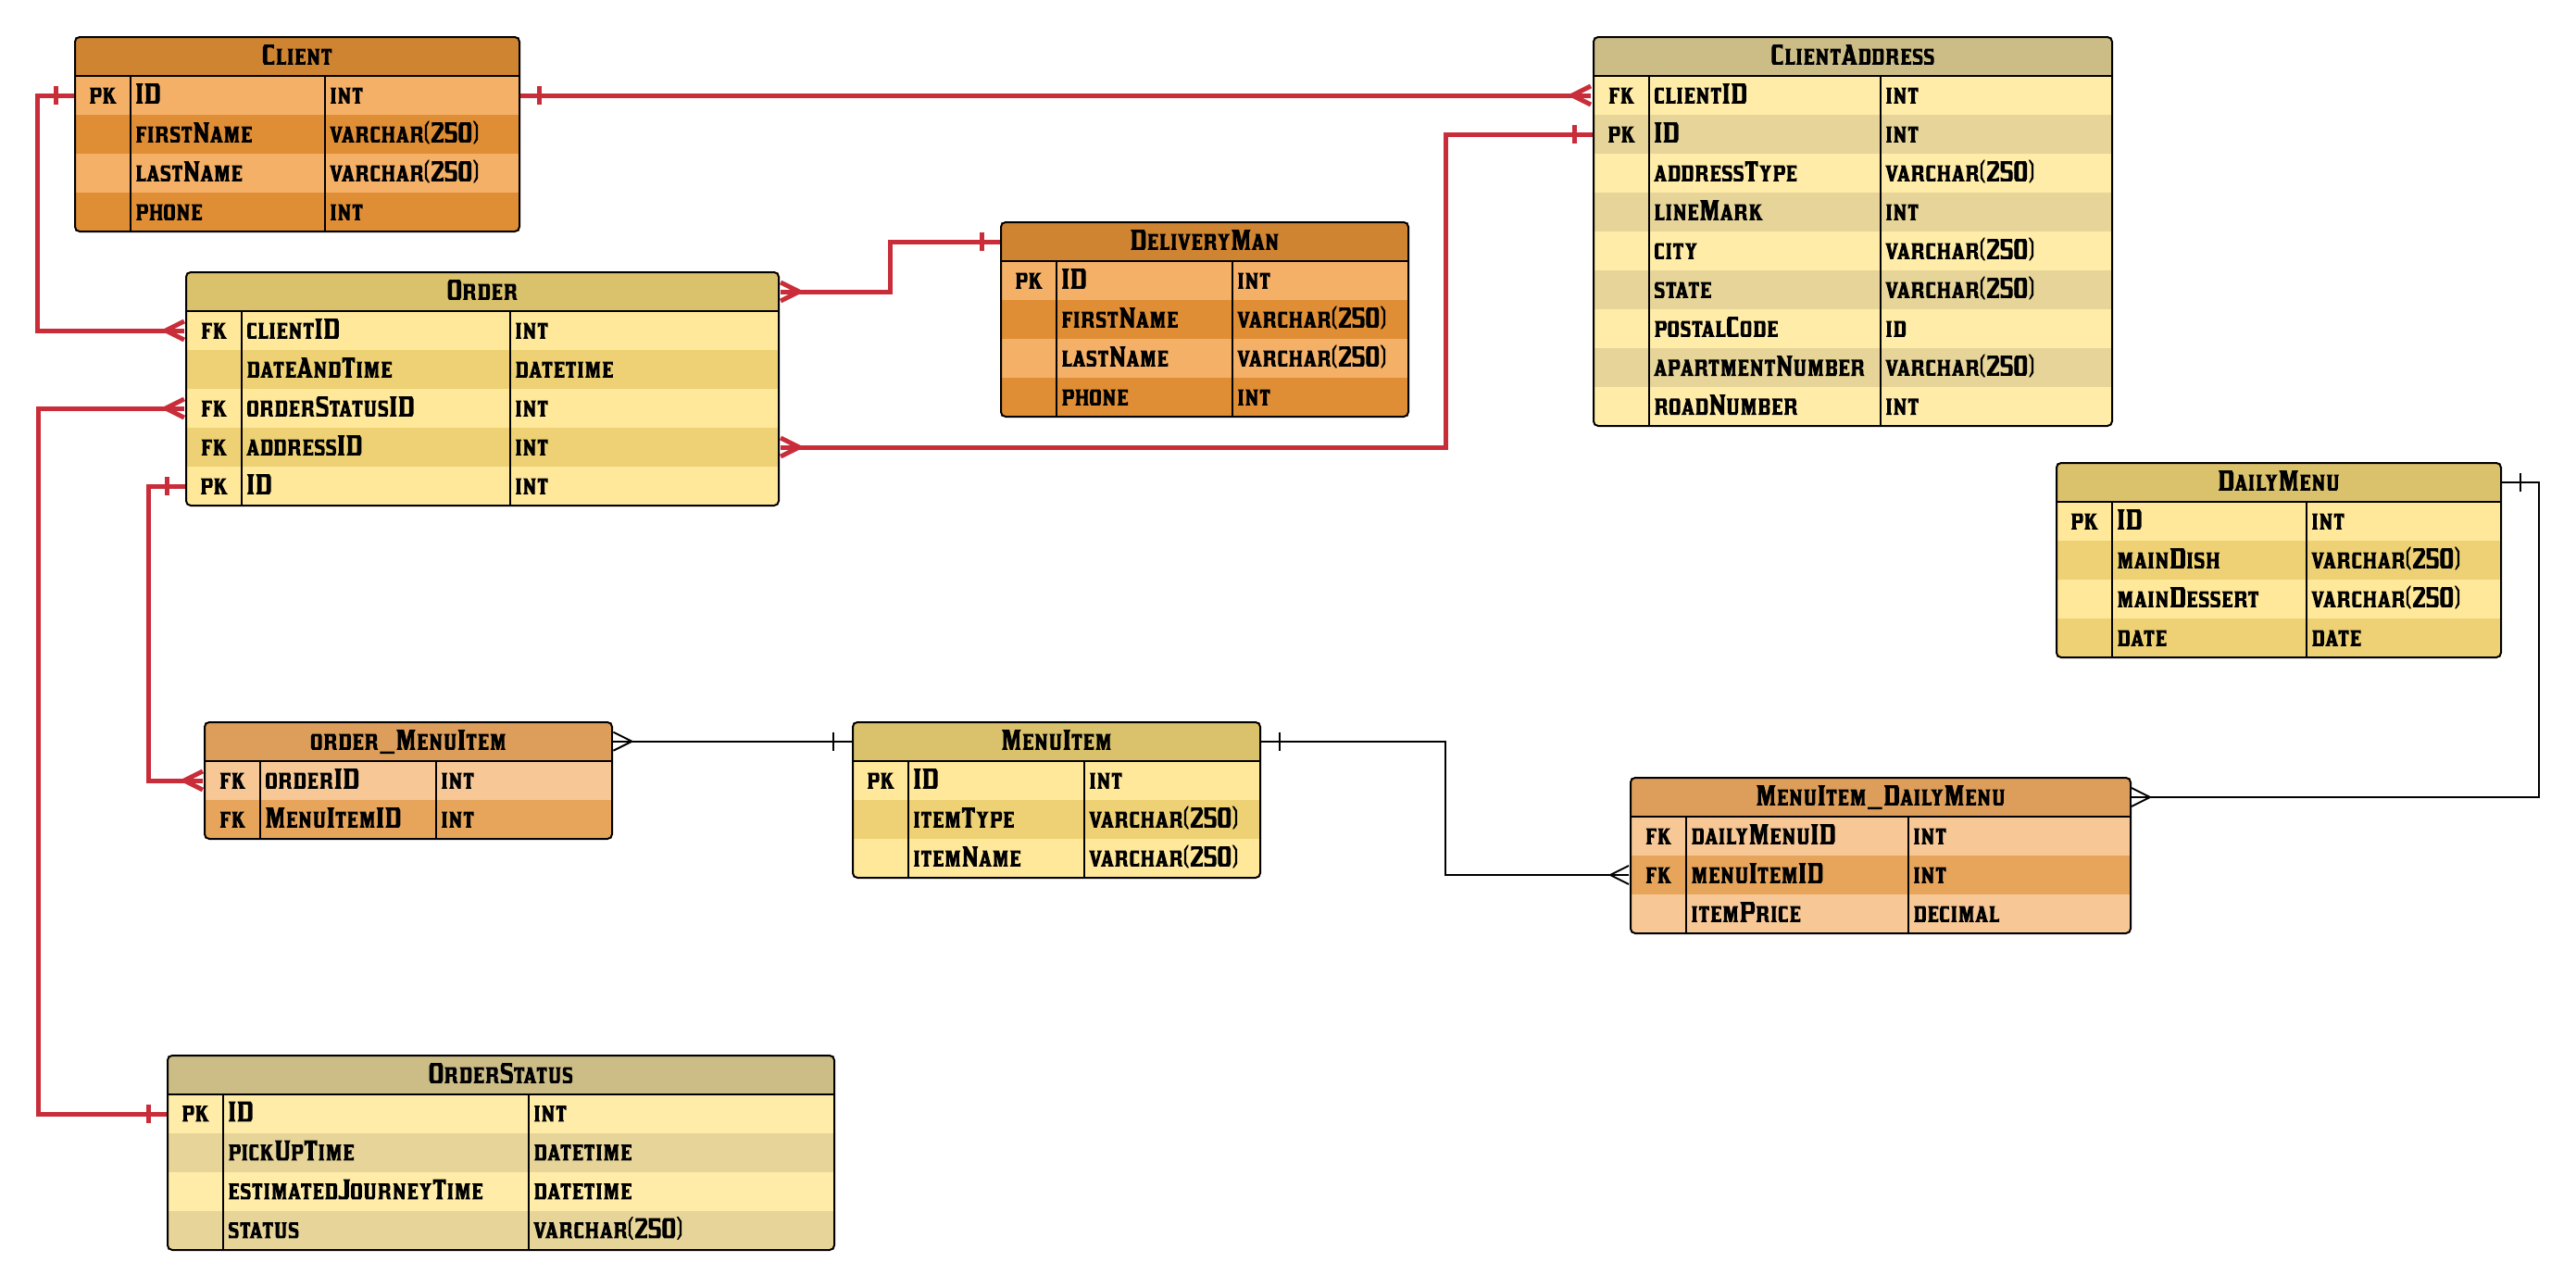 Client
PK ID INT
firstName varchar(250)
lastName varchar(250)
phone int
ClientAddress
FK clientID int
PK ID int
addressType varchar(250)
lineMark int
city varchar(250)
state varchar(250)
postalCode id
apartmentNumber varchar(250)
roadNumber int
DeliveryMan
PK ID int
firstName varchar(250)
lastName varchar(250)
phone int
Order
FK clientID int
dateAndTime datetime
FK orderStatusID int
FK addressID int
PK ID int
DailyMenu
PK ID int
mainDish varchar(250)
mainDessert varchar(250)
date date
order_MenuItem
FK orderID int
FK MenuItemID int
MenuItem
PK ID int
itemType varchar(250)
itemName varchar(250)
MenuItem_DailyMenu
FK dailyMenuID int
FK menuItemID int
itemPrice decimal
OrderStatus
PK ID int
pickUpTime datetime
estimatedJourneyTime datetime
status varchar(250)